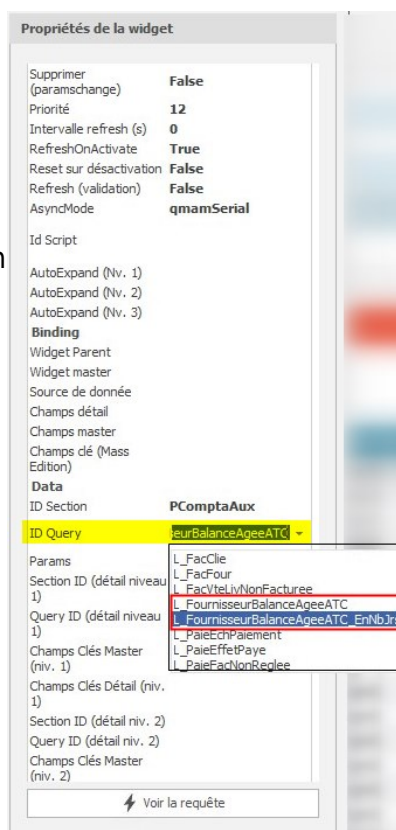 Propriétés de la widget
Supprimer
(paramschange) False
Priorité 12
Intervalle refresh (s) 0
RefreshOnActivate True
Reset sur désactivation False
Refresh (validation) False
AsyncMode qmamSerial
Id Script
n
AutoExpand (Nv. 1)
AutoExpand (Nv. 2)
AutoExpand (Nv. 3)
Binding
Widget Parent
Widget master
Source de donnée
Champs détail
Champs master
Champs clé (Mass
Edition)
Data
ID Section PComptaAux
ID Query seurBalanceAgeeATC
Params
Section ID (détail niveau
1)
Query ID (détail niveau
1)
Champs Clés Master
(niv. 1)
Champs Clés Détail (niv.
1)
Section ID (détail niv. 2)
Query ID (détail niv. 2)
Champs Clés Master
(niv. 2)
L_FacClie
L_FacFour
L_FacVteLivNonFacturee
L_FournisseurBalanceAgeeATC
L_FournisseurBalanceAgeeATC_EnNbJrs
L_PaieEchPaiement
L_PaieEffetPaye
L_PaieFacNonReglee
Voir la requête